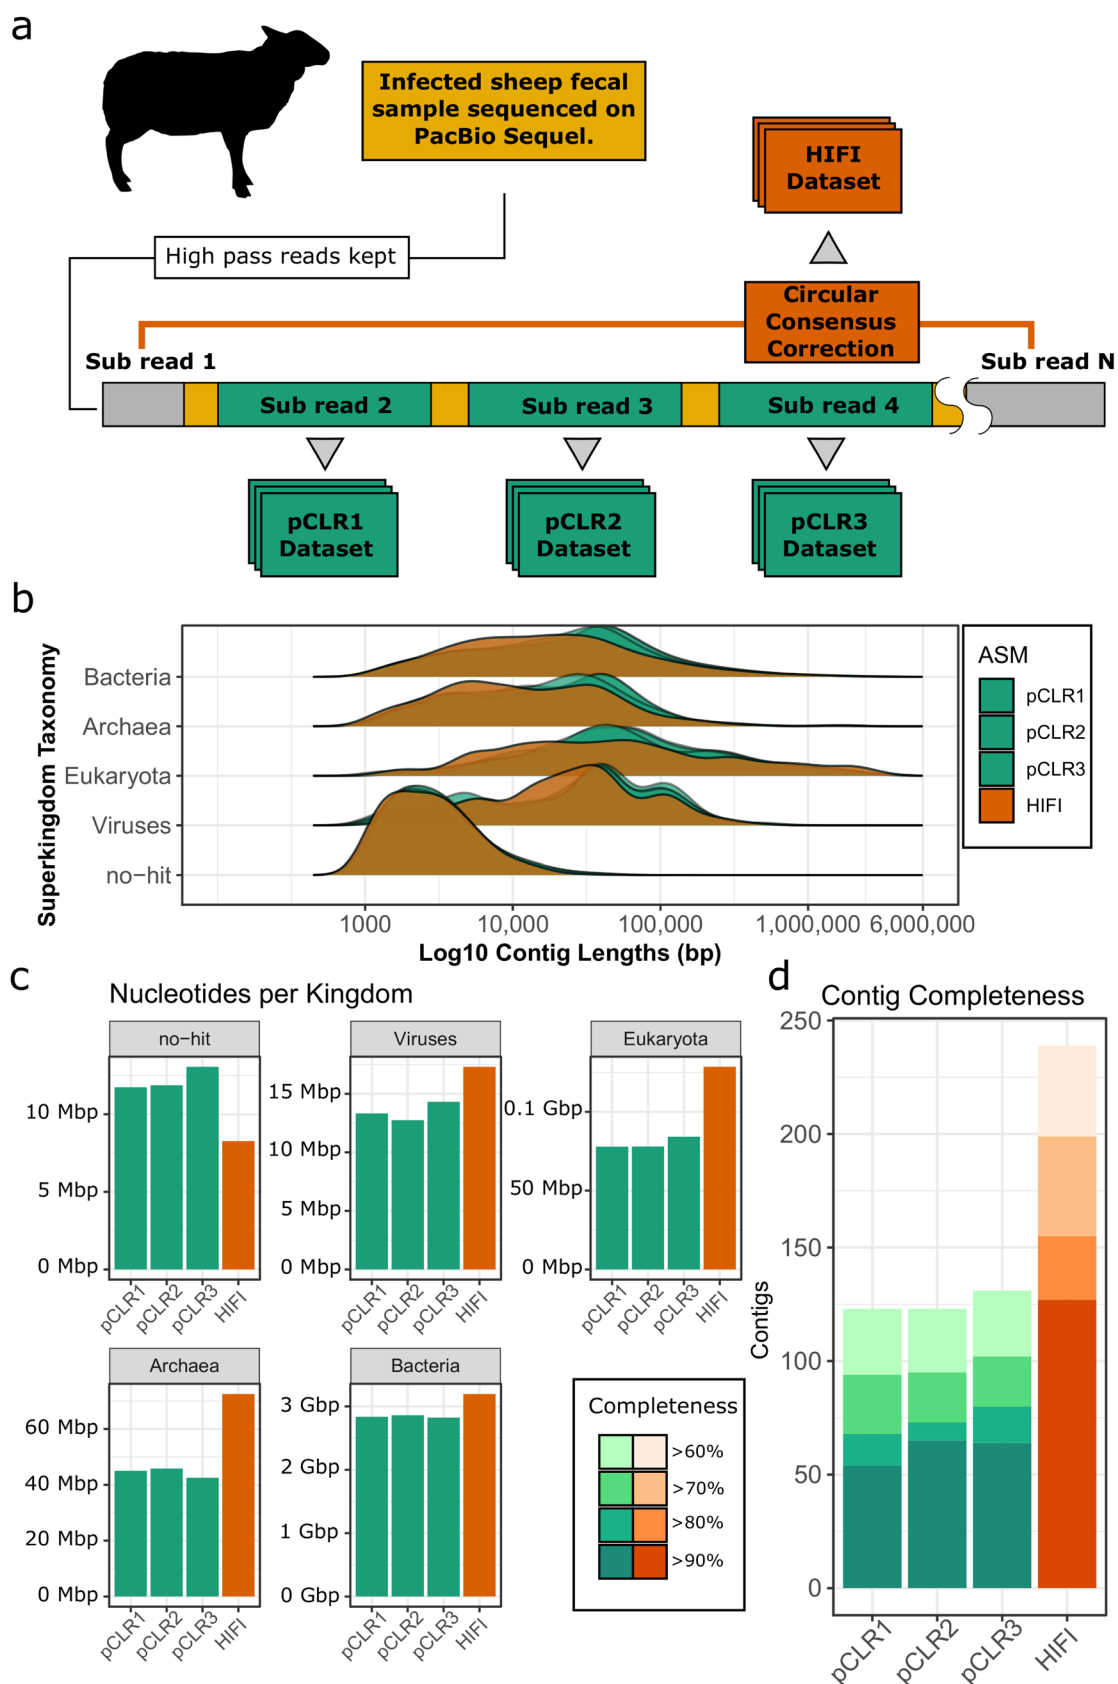 a
Infected sheep fecal
sample sequenced on
PacBio Sequel.
HIFI
Dataset
High pass reads kept
Circular
Consensus
Correction
Sub read 1
Sub read N
Sub read 2
Sub read 3
Sub read 4
pCLR1
Dataset
pCLR2
Dataset
pCLR3
Dataset
b
Superkingdom Taxonomy
Bacteria
Archaea
Eukaryota
Viruses
no−hit
1000
10,000
100,000
1,000,000
6,000,000
Log10 Contig Lengths (bp)
ASM
pCLR1
pCLR2
pCLR3
HIFI
c
Nucleotides per Kingdom
no−hit
10 Mbp
5 Mbp
0 Mbp
pCLR1
pCLR2
pCLR3
HIFI
Viruses
15 Mbp
10 Mbp
5 Mbp
0 Mbp
pCLR1
pCLR2
pCLR3
HIFI
Eukaryota
0.1 Gbp
50 Mbp
0 Mbp
pCLR1
pCLR2
pCLR3
HIFI
Archaea
60 Mbp
40 Mbp
20 Mbp
0 Mbp
pCLR1
pCLR2
pCLR3
HIFI
Bacteria
3 Gbp
2 Gbp
1 Gbp
0 Gbp
pCLR1
pCLR2
pCLR3
HIFI
Completeness
>60%
>70%
>80%
>90%
d
Contig Completeness
Contigs
250
200
150
100
50
0
pCLR1
pCLR2
pCLR3
HIFI